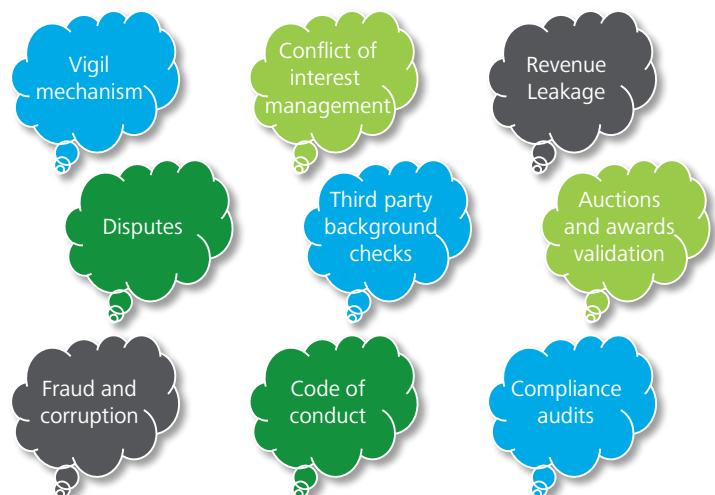 Vigil
mechanism
Conflict of
interest
management
Revenue
Leakage
Disputes
Third party
background
checks
Auctions
and awards
validation
Fraud and
corruption
Code of
conduct
Compliance
audits